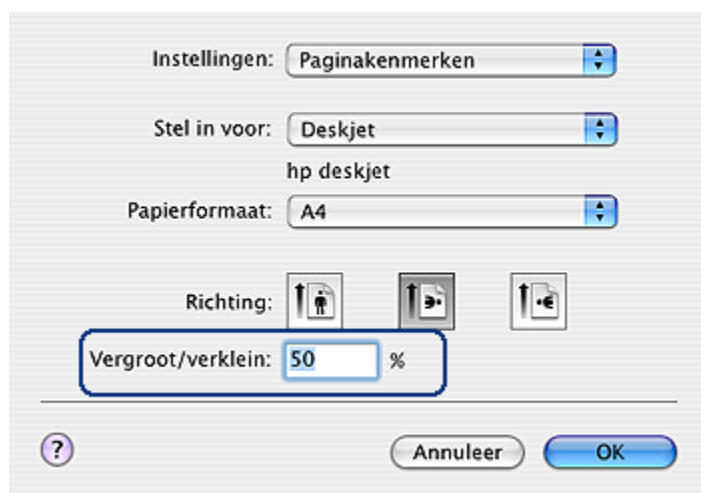 Instellingen: Paginakenmerken
Stel in voor: Deskjet
hp deskjet
Papierformaat: A4
Richting:
Vergroot/verklein: 50 %
? Annuleer OK